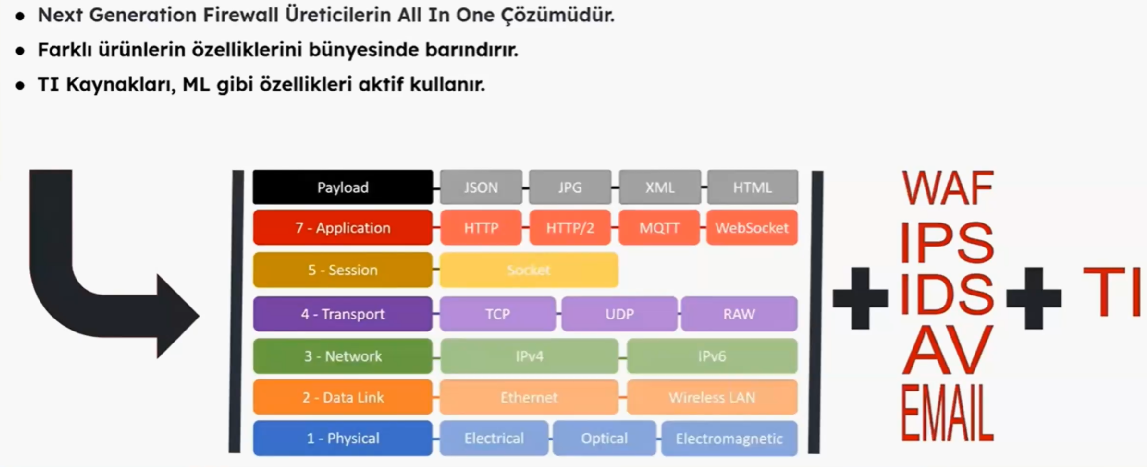 • Next Generation Firewall Üreticilerin All In One Çözümüdür.
• Farklı ürünlerin özelliklerini bünyesinde barındırır.
• TI Kaynakları, ML gibi özellikleri aktif kullanır.
Payload JSON JPG XML HTML
7 - Application HTTP HTTP/2 MQTT WebSocket
5 - Session Socket
4 - Transport TCP UDP RAW
3 - Network IPv4 IPv6
2 - Data Link Ethernet Wireless LAN
1 - Physical Electrical Optical Electromagnetic
+
WAF
IPS
IDS
AV
EMAIL
+
TI